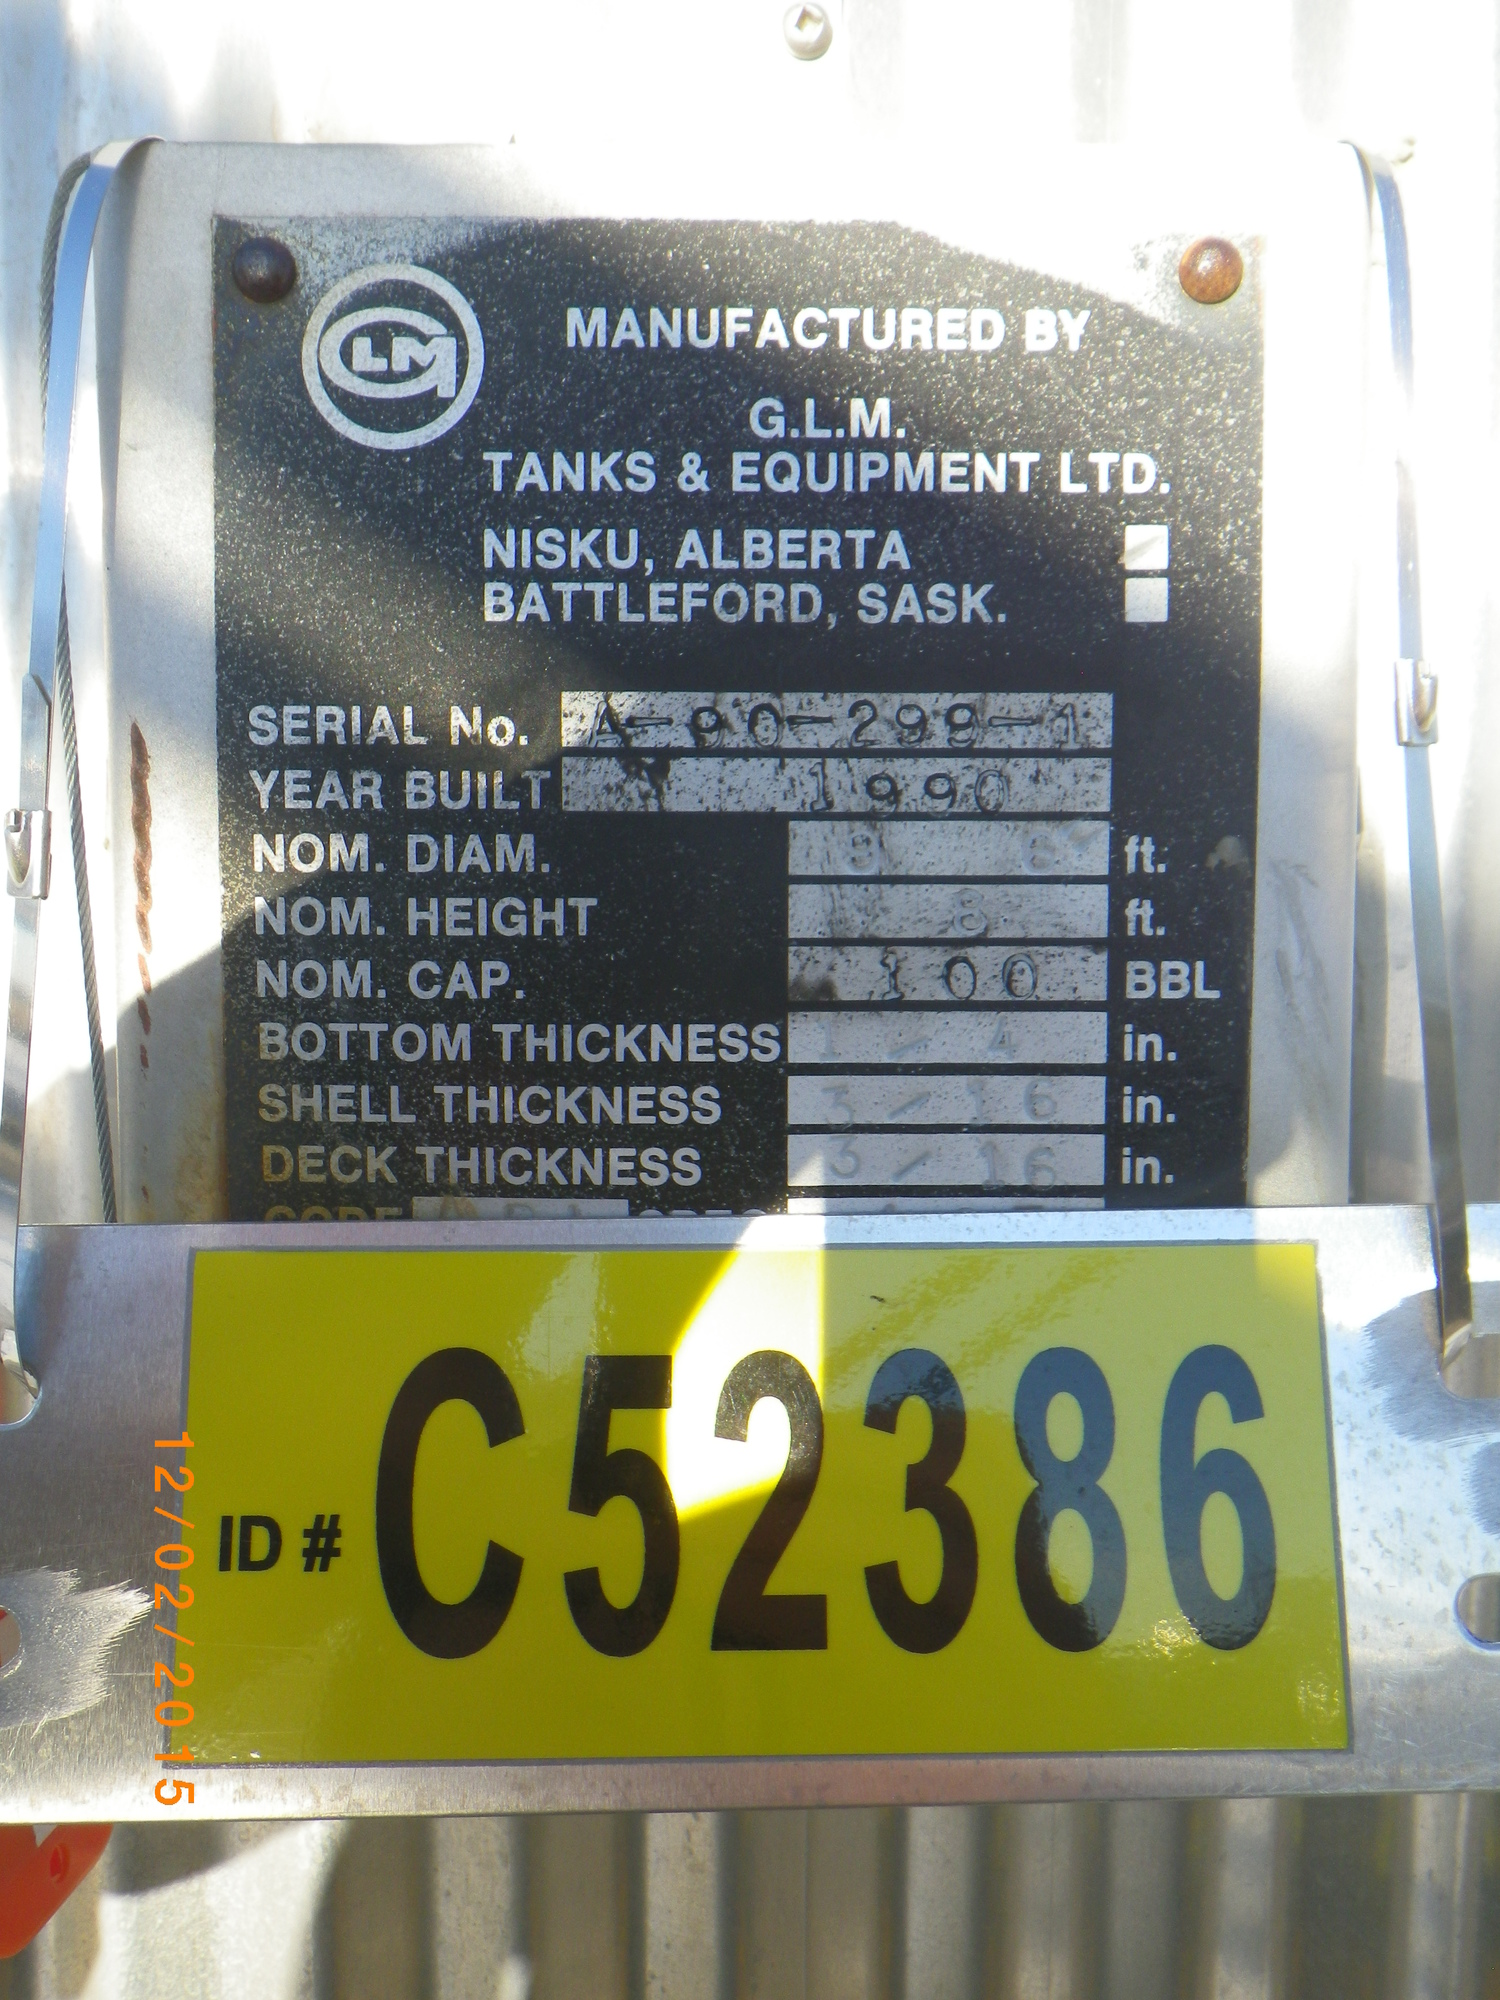 GLM
MANUFACTURED BY
G.L.M.
TANKS & EQUIPMENT LTD.
NISKU, ALBERTA
BATTLEFORD, SASK.
SERIAL No. A-90-299-1
YEAR BUILT 1990
NOM. DIAM. 9 6 ft.
NOM. HEIGHT 8 ft.
NOM. CAP. 100 BBL
BOTTOM THICKNESS 1/4 in.
SHELL THICKNESS 3/16 in.
DECK THICKNESS 3/16 in.
ID # C52386
12/02/2015